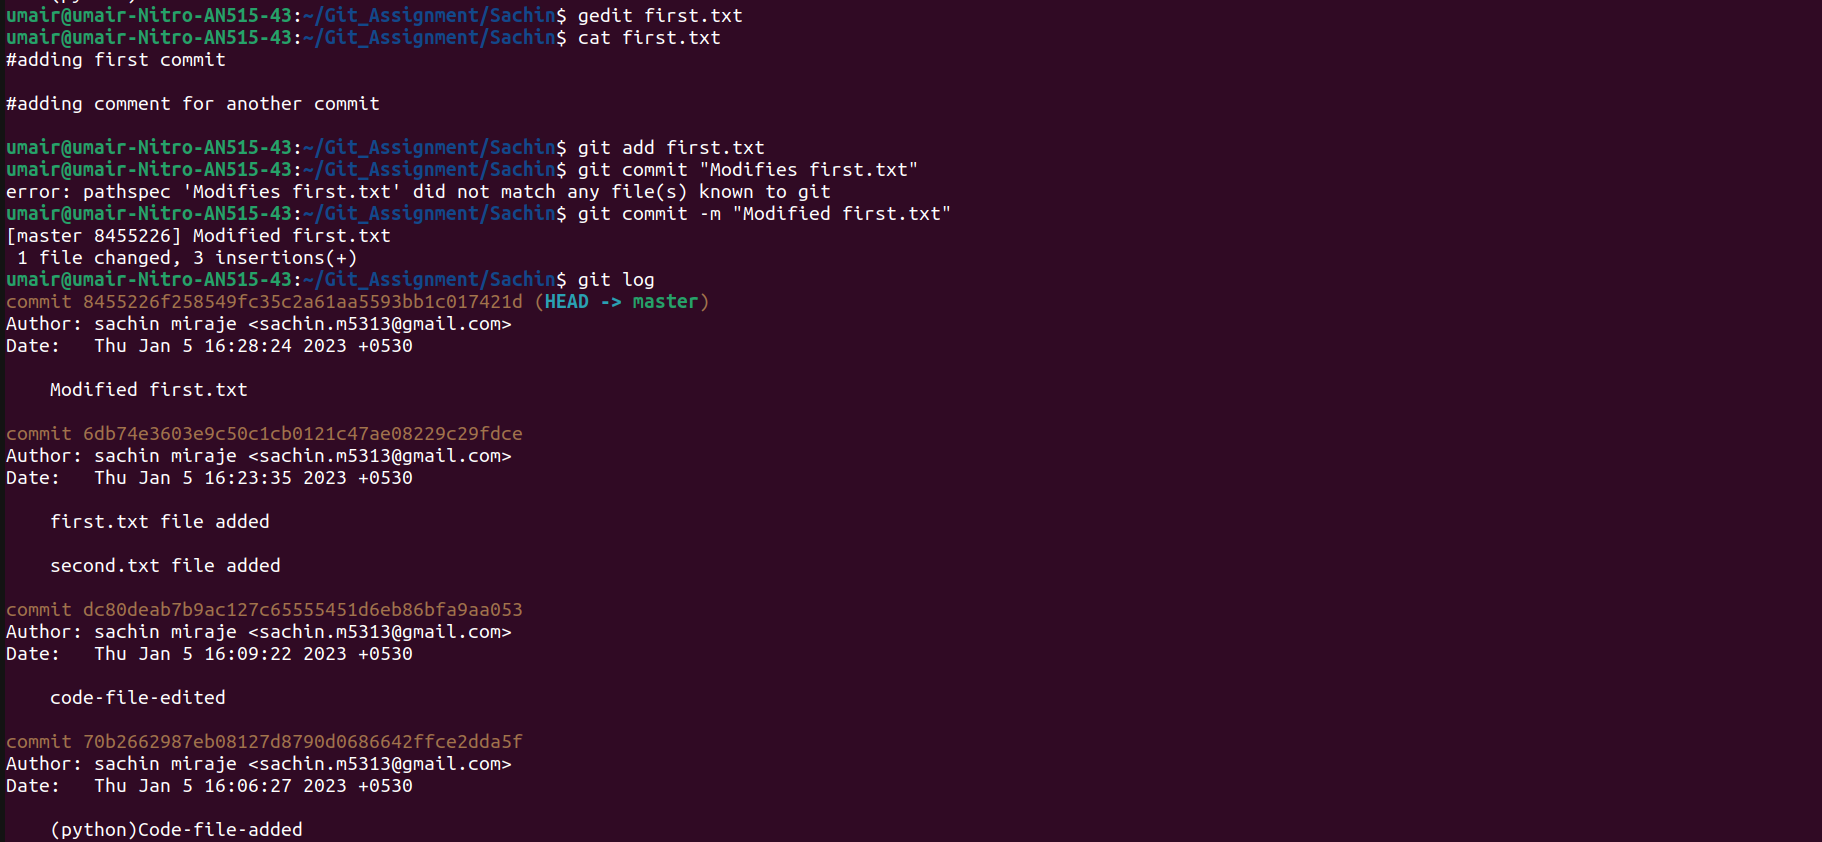 umair@umair-Nitro-AN515-43:~/Git_Assignment/Sachin$ gedit first.txt
umair@umair-Nitro-AN515-43:~/Git_Assignment/Sachin$ cat first.txt
#adding first commit
#adding comment for another commit
umair@umair-Nitro-AN515-43:~/Git_Assignment/Sachin$ git add first.txt
umair@umair-Nitro-AN515-43:~/Git_Assignment/Sachin$ git commit "Modifies first.txt"
error: pathspec 'Modifies first.txt' did not match any file(s) known to git
umair@umair-Nitro-AN515-43:~/Git_Assignment/Sachin$ git commit -m "Modified first.txt"
[master 8455226] Modified first.txt
 1 file changed, 3 insertions(+)
umair@umair-Nitro-AN515-43:~/Git_Assignment/Sachin$ git log
commit 8455226f258549fc35c2a61aa5593bb1c017421d (HEAD -> master)
Author: sachin miraje <sachin.m5313@gmail.com>
Date:   Thu Jan 5 16:28:24 2023 +0530
    Modified first.txt
commit 6db74e3603e9c50c1cb0121c47ae08229c29fdce
Author: sachin miraje <sachin.m5313@gmail.com>
Date:   Thu Jan 5 16:23:35 2023 +0530
    first.txt file added
    second.txt file added
commit dc80deab7b9ac127c65555451d6eb86bfa9aa053
Author: sachin miraje <sachin.m5313@gmail.com>
Date:   Thu Jan 5 16:09:22 2023 +0530
    code-file-edited
commit 70b2662987eb08127d8790d0686642ffce2dda5f
Author: sachin miraje <sachin.m5313@gmail.com>
Date:   Thu Jan 5 16:06:27 2023 +0530
    (python)Code-file-added